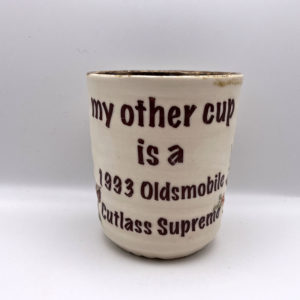 my other cup
is a
1993 Oldsmobile
Cutlass Supreme